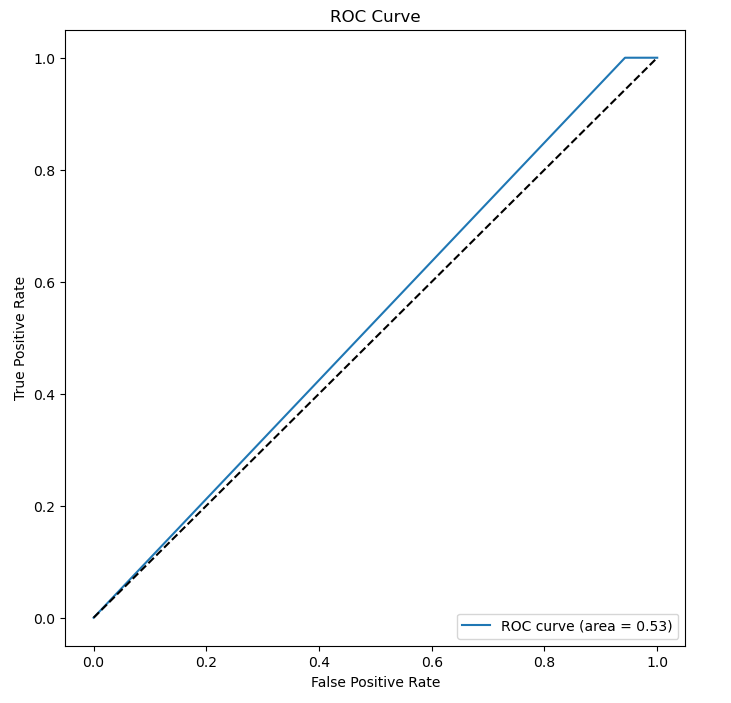 ROC Curve
1.0
0.8
0.6
0.4
0.2
0.0
True Positive Rate
ROC curve (area = 0.53)
0.0 0.2 0.4 0.6 0.8 1.0
False Positive Rate